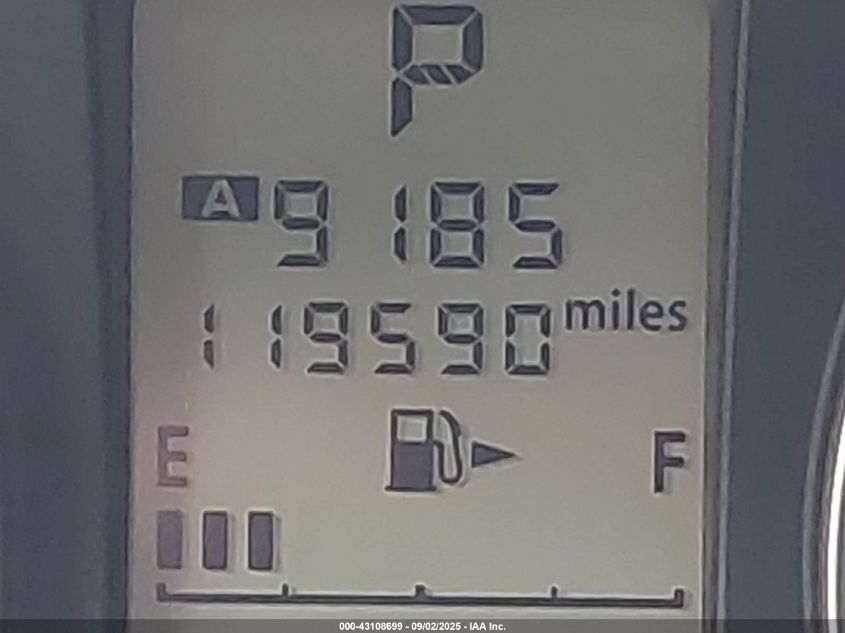 P
A 9185
119590 miles
E F
000-43108699 - 09/02/2025 - IAA Inc.